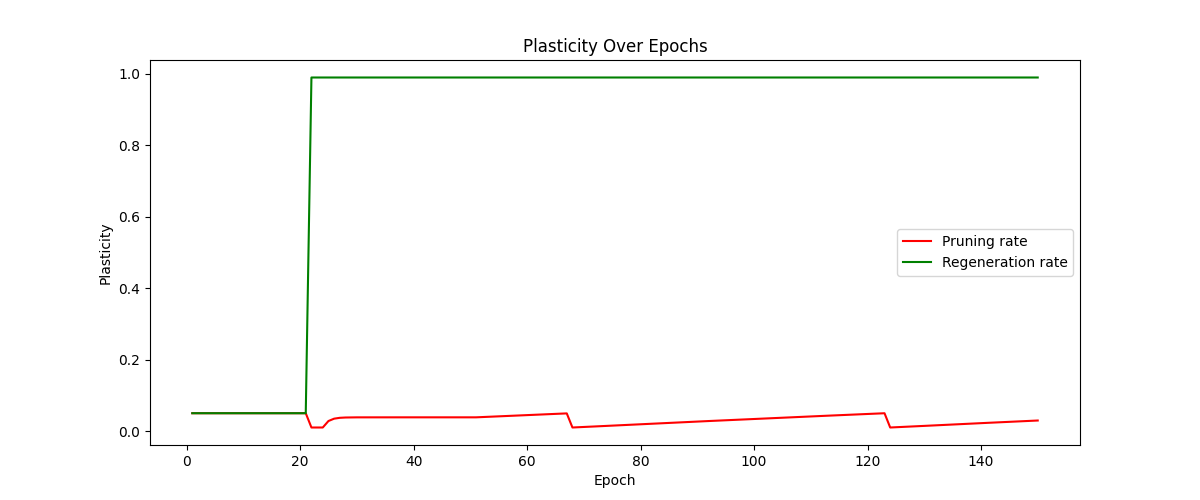 Plasticity Over Epochs
1.0
0.8
0.6
0.4
0.2
0.0
Plasticity
Pruning rate
Regeneration rate
0 20 40 60 80 100 120 140
Epoch